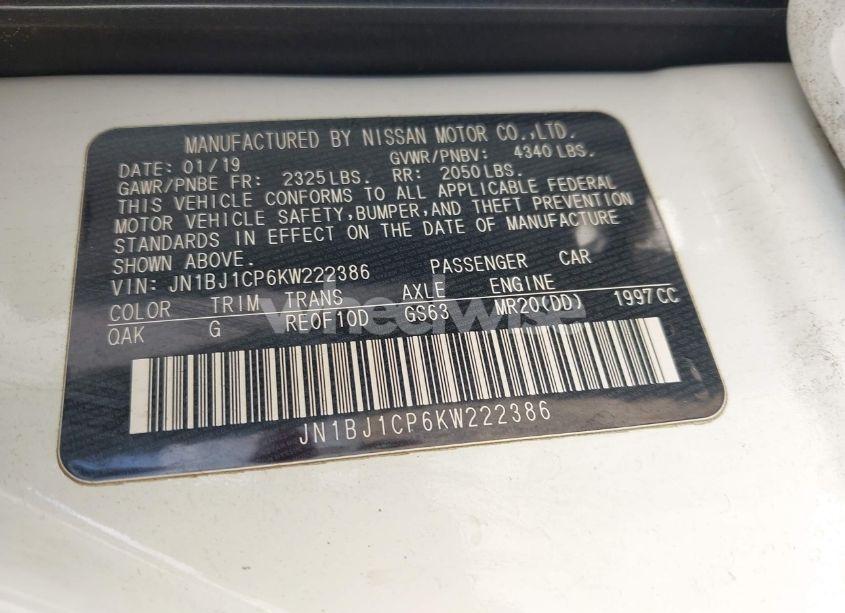 MANUFACTURED BY NISSAN MOTOR CO.,LTD.
DATE: 01/19 GVWR/PNBV: 4340 LBS.
GAWR/PNBE FR: 2325 LBS. RR: 2050 LBS.
THIS VEHICLE CONFORMS TO ALL APPLICABLE FEDERAL
MOTOR VEHICLE SAFETY, BUMPER, AND THEFT PREVENTION
STANDARDS IN EFFECT ON THE DATE OF MANUFACTURE
SHOWN ABOVE.
VIN: JN1BJ1CP6KW222386 PASSENGER CAR
COLOR TRIM TRANS AXLE ENGINE
QAK G RE0F10D GS63 MR20(DD) 1997 CC
wheelwise
JN1BJ1CP6KW222386